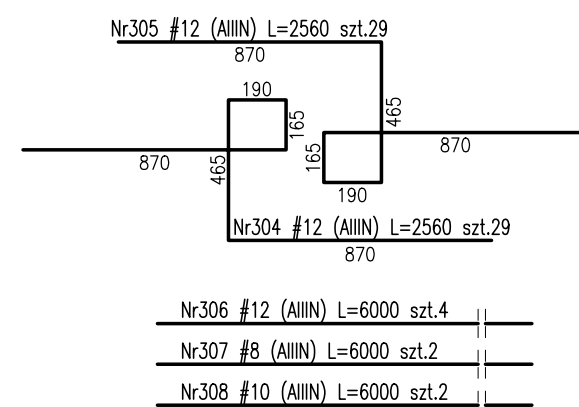 Nr305 #12 (AIIIN) L=2560 szt.29
870
190
165
465
870
465
165
870
190
Nr304 #12 (AIIIN) L=2560 szt.29
870
Nr306 #12 (AIIIN) L=6000 szt.4
Nr307 #8 (AIIIN) L=6000 szt.2
Nr308 #10 (AIIIN) L=6000 szt.2